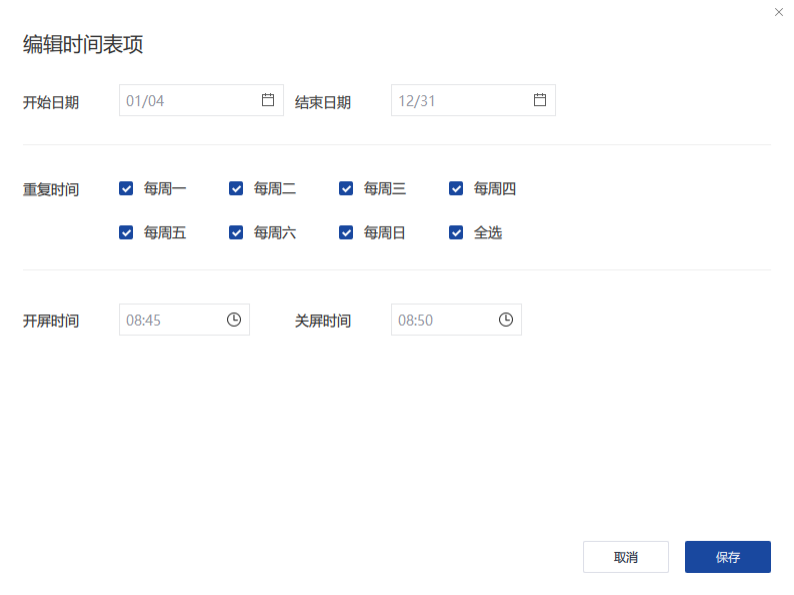 编辑时间表项
开始日期 01/04 结束日期 12/31
重复时间 每周一 每周二 每周三 每周四
每周五 每周六 每周日 全选
开屏时间 08:45 关屏时间 08:50
取消 保存